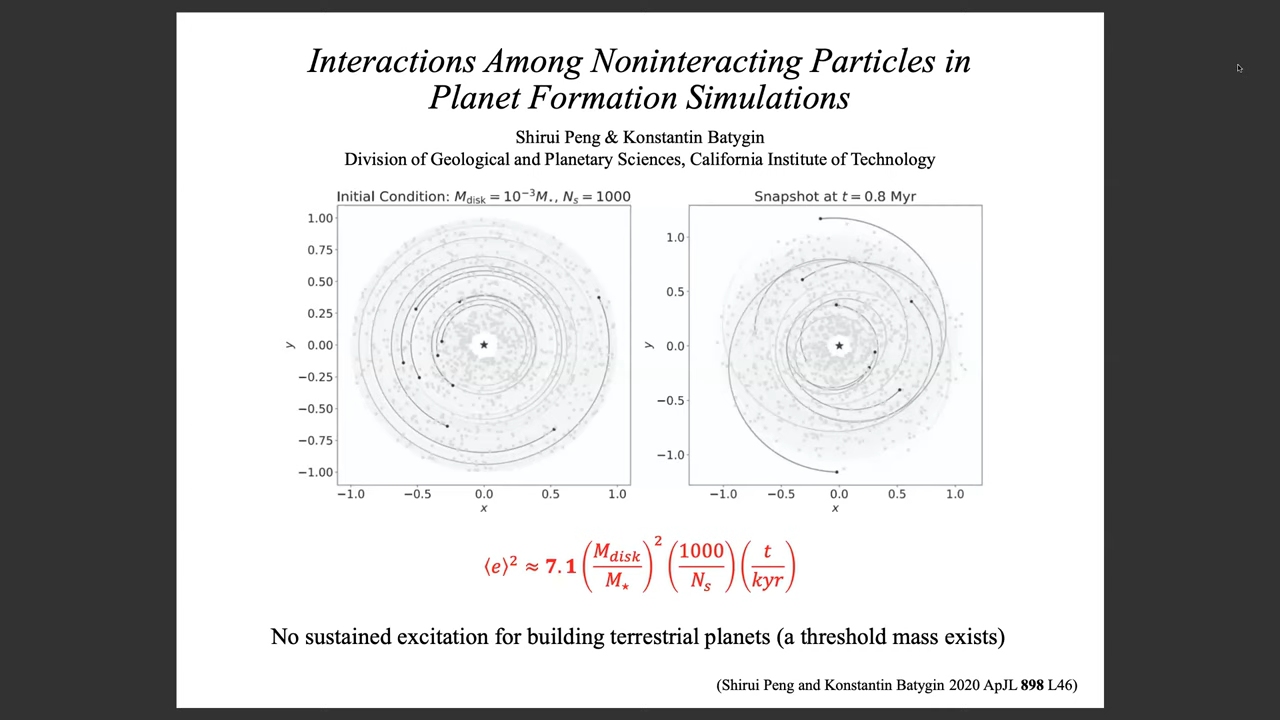 Interactions Among Noninteracting Particles in
Planet Formation Simulations
Shirui Peng & Konstantin Batygin
Division of Geological and Planetary Sciences, California Institute of Technology
Initial Condition: M_disk = 10⁻³M⋆, N_s = 1000
1.00
0.75
0.50
0.25
0.00
−0.25
−0.50
−0.75
−1.00
y
−1.0 −0.5 0.0 0.5 1.0
x
Snapshot at t = 0.8 Myr
1.0
0.5
0.0
−0.5
−1.0
y
−1.0 −0.5 0.0 0.5 1.0
x
⟨e⟩² ≈ 7.1 (M_disk / M⋆)² (1000 / N_s) (t / kyr)
No sustained excitation for building terrestrial planets (a threshold mass exists)
(Shirui Peng and Konstantin Batygin 2020 ApJL 898 L46)